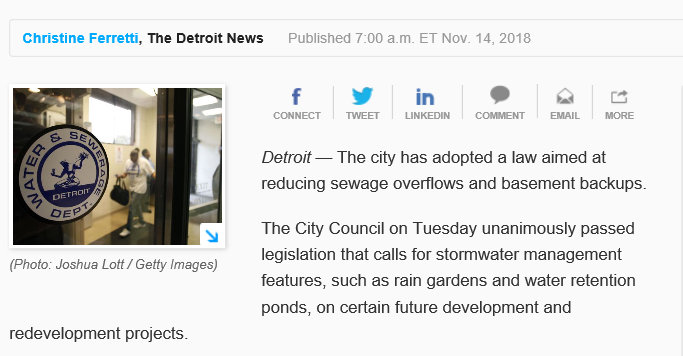 Christine Ferretti, The Detroit News Published 7:00 a.m. ET Nov. 14, 2018
CONNECT TWEET LINKEDIN COMMENT EMAIL MORE
WATER & SEWERAGE
DETROIT
DEPT.
(Photo: Joshua Lott / Getty Images)
Detroit — The city has adopted a law aimed at
reducing sewage overflows and basement backups.
The City Council on Tuesday unanimously passed
legislation that calls for stormwater management
features, such as rain gardens and water retention
ponds, on certain future development and
redevelopment projects.